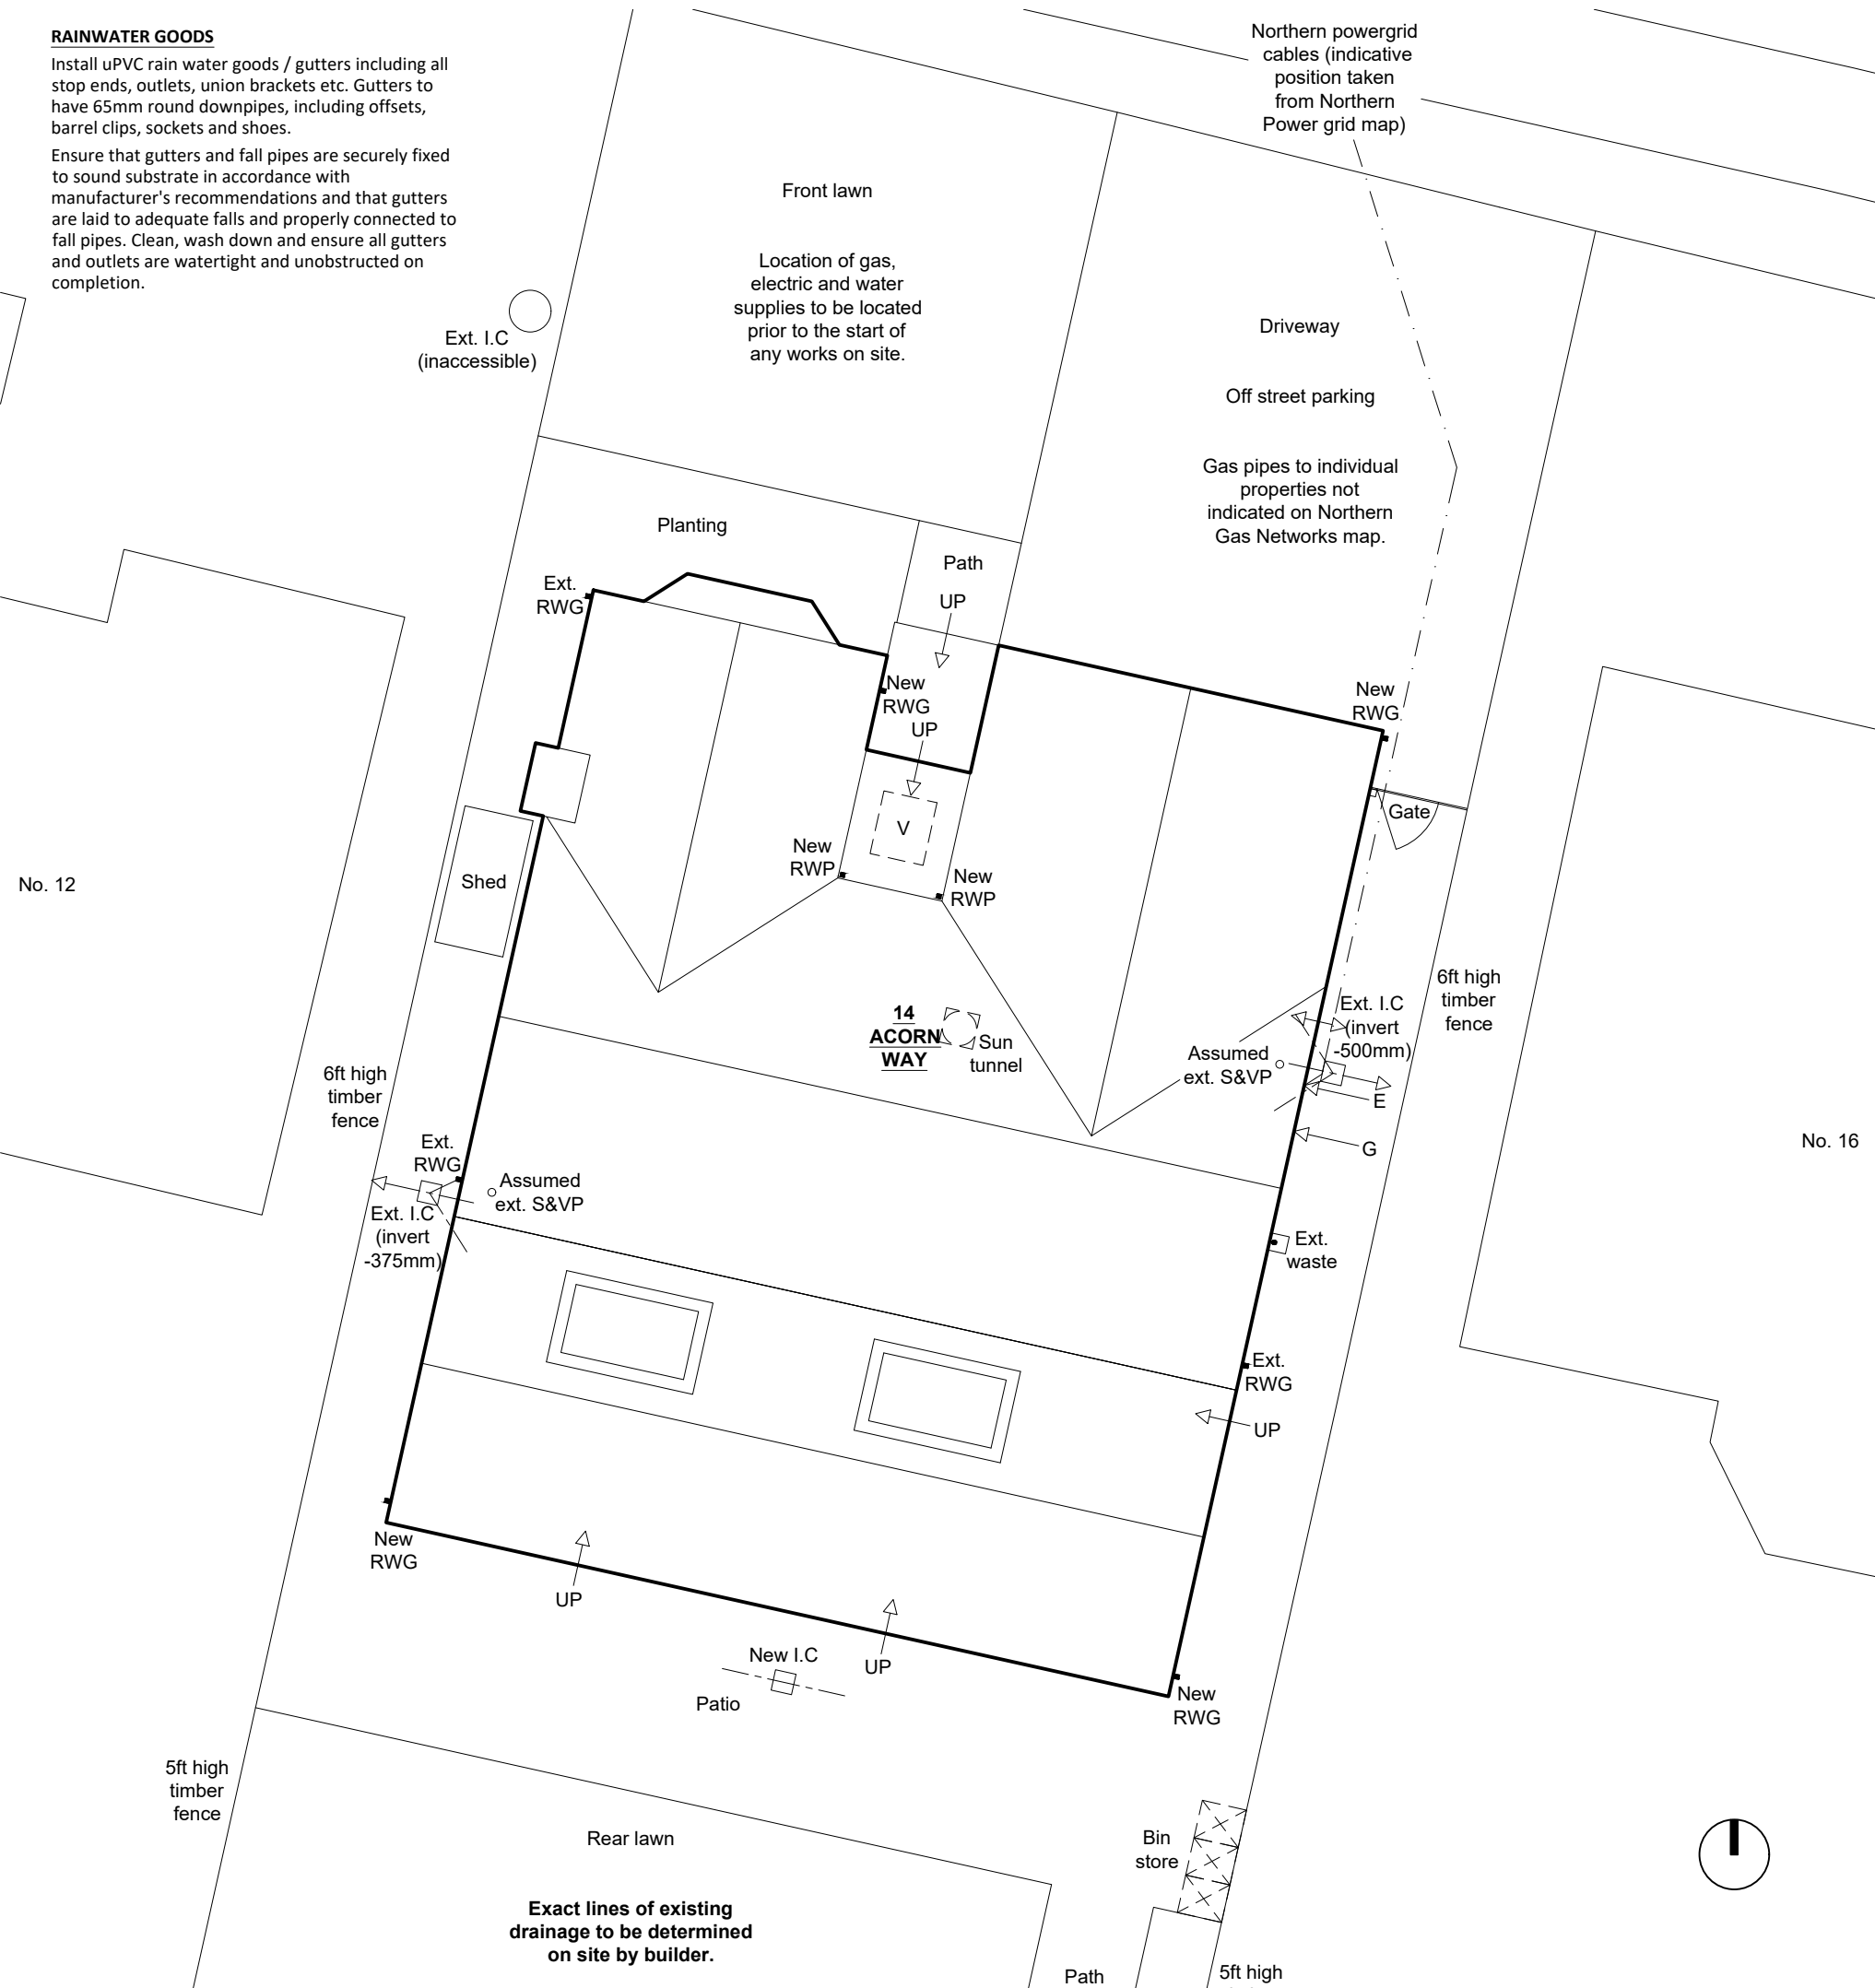 RAINWATER GOODS
Install uPVC rain water goods / gutters including all
stop ends, outlets, union brackets etc. Gutters to
have 65mm round downpipes, including offsets,
barrel clips, sockets and shoes.
Ensure that gutters and fall pipes are securely fixed
to sound substrate in accordance with
manufacturer's recommendations and that gutters
are laid to adequate falls and properly connected to
fall pipes. Clean, wash down and ensure all gutters
and outlets are watertight and unobstructed on
completion.
Northern powergrid
cables (indicative
position taken
from Northern
Power grid map)
Front lawn
Location of gas,
electric and water
supplies to be located
prior to the start of
any works on site.
Ext. I.C
(inaccessible)
Driveway
Off street parking
Gas pipes to individual
properties not
indicated on Northern
Gas Networks map.
Planting
Path
UP
Ext.
RWG
New
RWG
UP
New
RWG
Gate
V
New
RWP
New
RWP
Shed
No. 12
6ft high
timber
fence
14
ACORN
WAY
Sun
tunnel
Ext. I.C
(invert
-500mm)
Assumed
ext. S&VP
E
G
No. 16
6ft high
timber
fence
Ext.
RWG
Assumed
ext. S&VP
Ext. I.C
(invert
-375mm)
Ext.
waste
Ext.
RWG
UP
New
RWG
UP
UP
New I.C
Patio
New
RWG
5ft high
timber
fence
Rear lawn
Bin
store
Exact lines of existing
drainage to be determined
on site by builder.
Path
5ft high